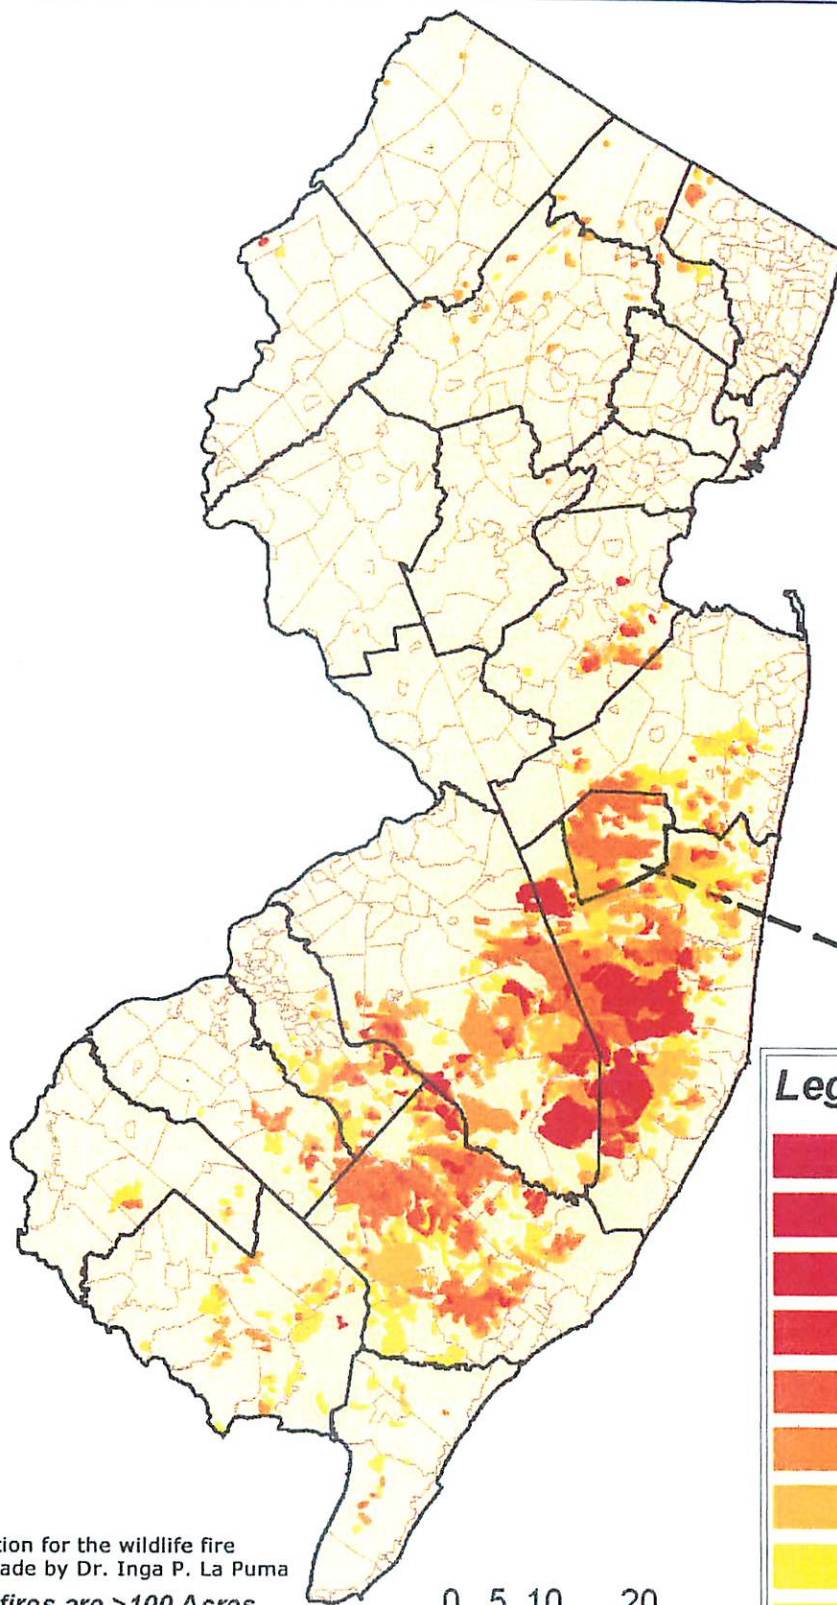 Leg
tion for the wildlife fire
ade by Dr. Inga P. La Puma
fires are >100 Acres
0 5 10 20